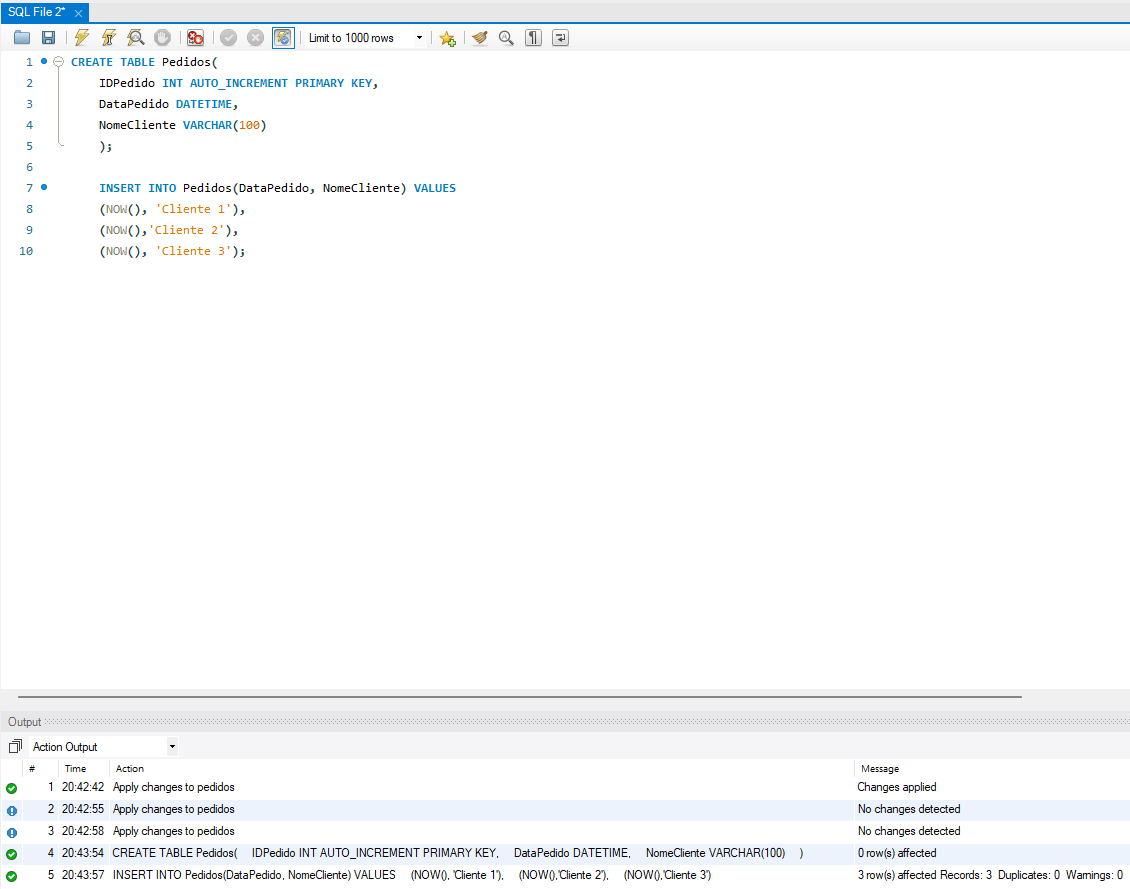 SQL File 2*
Limit to 1000 rows
1 CREATE TABLE Pedidos(
2 IDPedido INT AUTO_INCREMENT PRIMARY KEY,
3 DataPedido DATETIME,
4 NomeCliente VARCHAR(100)
5 );
6
7 INSERT INTO Pedidos(DataPedido, NomeCliente) VALUES
8 (NOW(), 'Cliente 1'),
9 (NOW(),'Cliente 2'),
10 (NOW(), 'Cliente 3');
Output
Action Output
# Time Action Message
1 20:42:42 Apply changes to pedidos Changes applied
2 20:42:55 Apply changes to pedidos No changes detected
3 20:42:58 Apply changes to pedidos No changes detected
4 20:43:54 CREATE TABLE Pedidos( IDPedido INT AUTO_INCREMENT PRIMARY KEY, DataPedido DATETIME, NomeCliente VARCHAR(100) ) 0 row(s) affected
5 20:43:57 INSERT INTO Pedidos(DataPedido, NomeCliente) VALUES (NOW(), 'Cliente 1'), (NOW(),'Cliente 2'), (NOW(),'Cliente 3') 3 row(s) affected Records: 3 Duplicates: 0 Warnings: 0